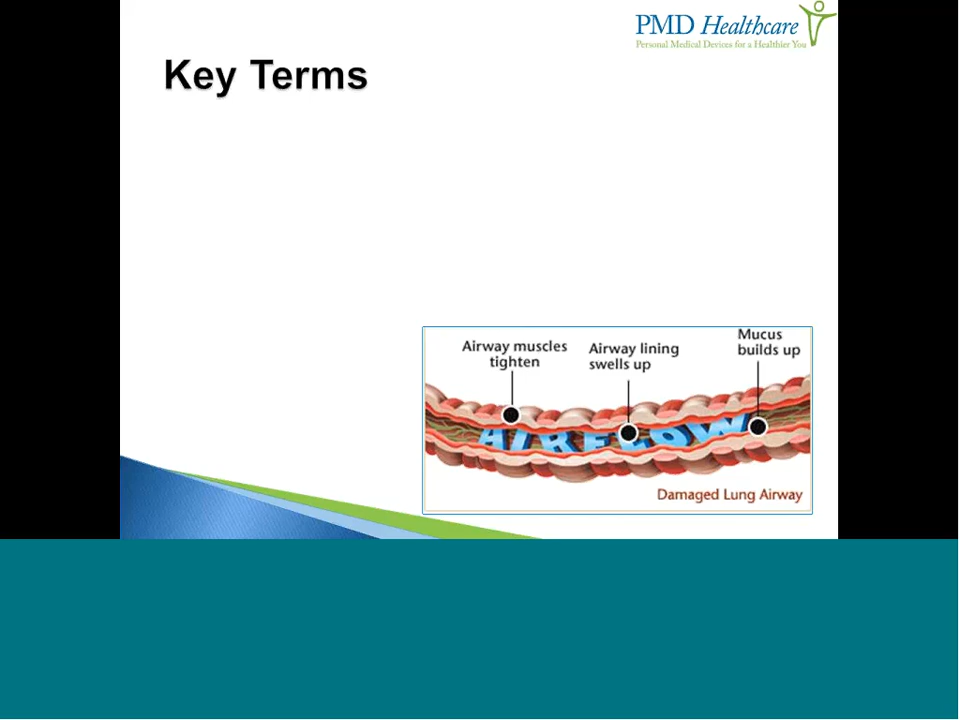 PMD Healthcare
Personal Medical Devices for a Healthier You
Key Terms
Airway muscles
tighten
Airway lining
swells up
Mucus
builds up
AIRFLOW
Damaged Lung Airway